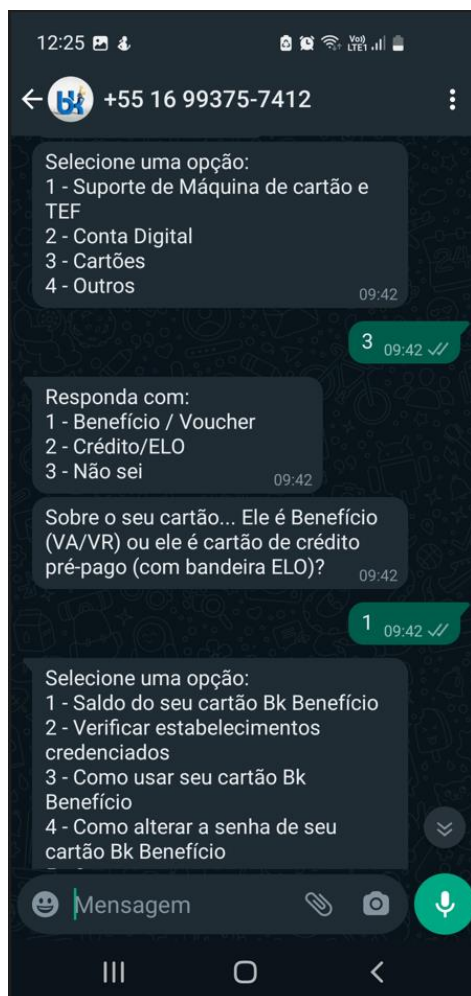 12:25
Vo))
LTE1
bk
+55 16 99375-7412
Selecione uma opção:
1 - Suporte de Máquina de cartão e
TEF
2 - Conta Digital
3 - Cartões
4 - Outros
09:42
3 09:42
Responda com:
1 - Benefício / Voucher
2 - Crédito/ELO
3 - Não sei
09:42
Sobre o seu cartão... Ele é Benefício
(VA/VR) ou ele é cartão de crédito
pré-pago (com bandeira ELO)?
09:42
1 09:42
Selecione uma opção:
1 - Saldo do seu cartão Bk Benefício
2 - Verificar estabelecimentos
credenciados
3 - Como usar seu cartão Bk
Benefício
4 - Como alterar a senha de seu
cartão Bk Benefício
Mensagem